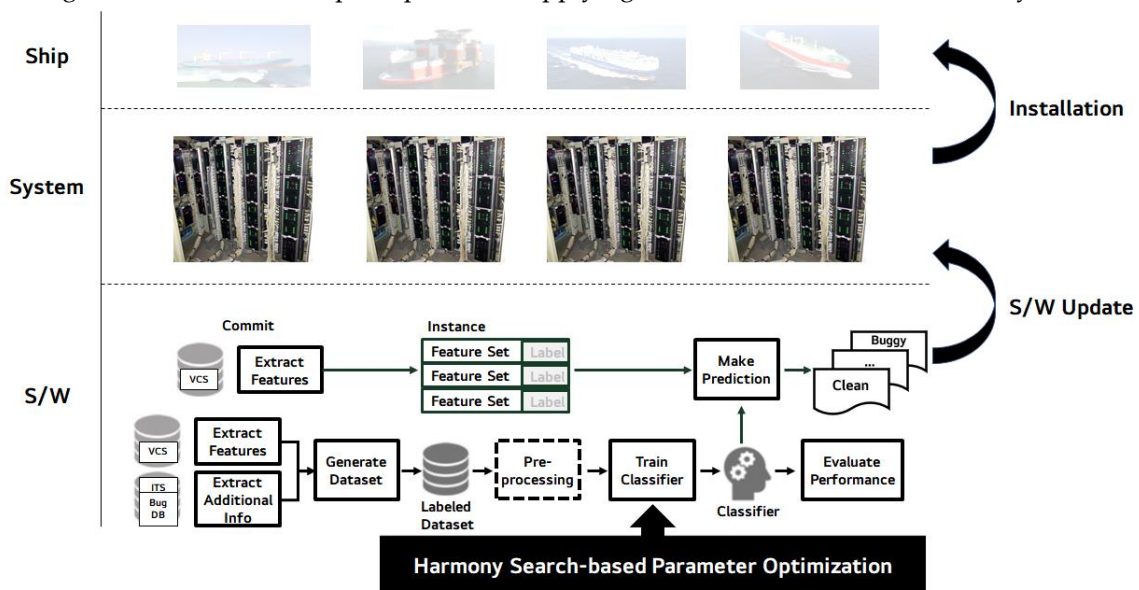 Ship
Installation
System
S/W Update
Commit
Instance
Buggy
...
Clean
VCS
Extract
Features
Feature Set Label
Feature Set Label
Feature Set Label
Make
Prediction
S/W
VCS
Extract
Features
ITS
Bug
DB
Extract
Additional
Info
Generate
Dataset
Labeled
Dataset
Pre-
processing
Train
Classifier
Classifier
Evaluate
Performance
Harmony Search-based Parameter Optimization